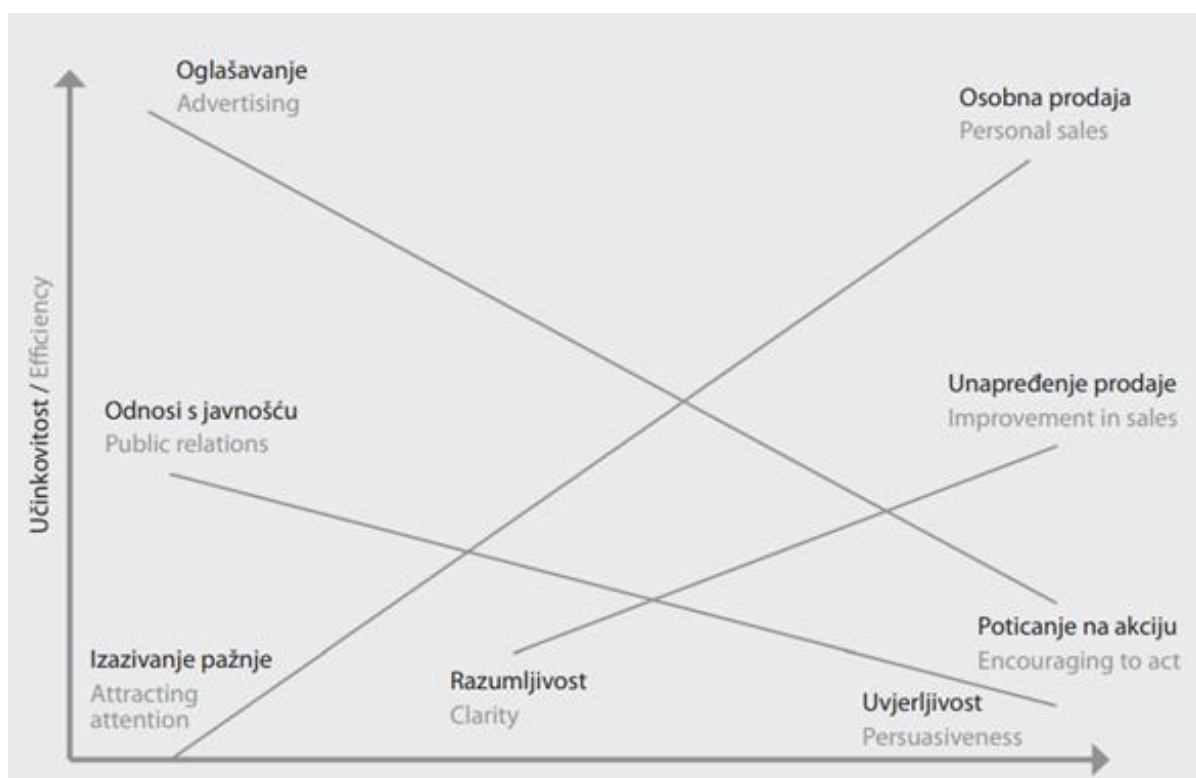 Oglašavanje
Advertising
Osobna prodaja
Personal sales
Učinkovitost / Efficiency
Odnosi s javnošću
Public relations
Unapređenje prodaje
Improvement in sales
Izazivanje pažnje
Attracting
attention
Razumljivost
Clarity
Poticanje na akciju
Encouraging to act
Uvjerljivost
Persuasiveness